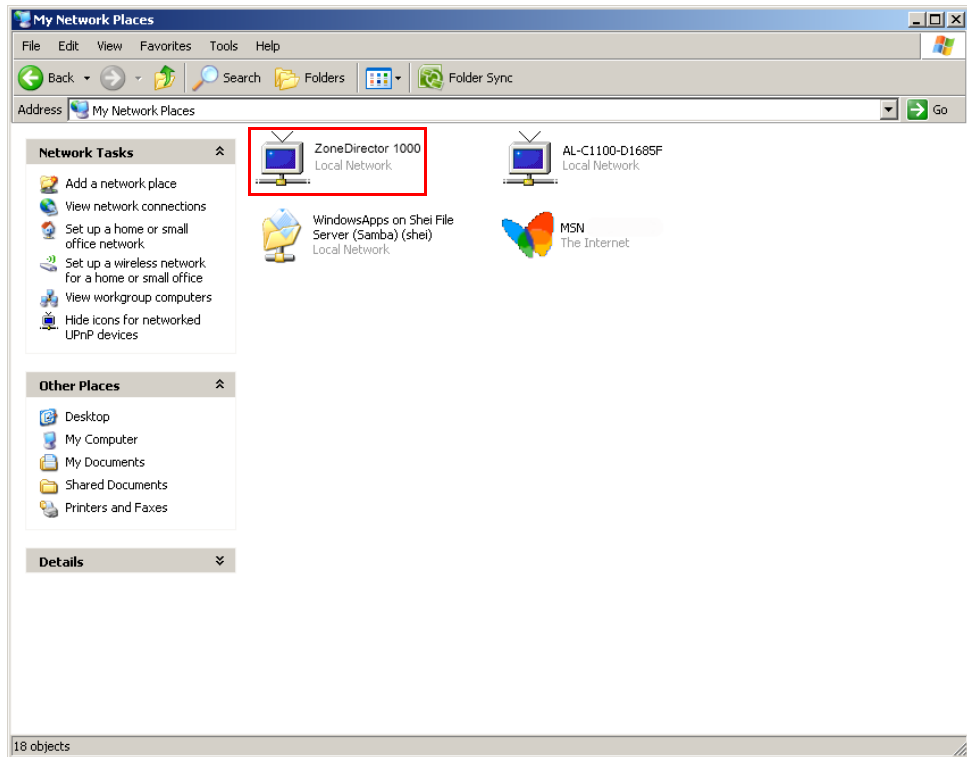 My Network Places
File Edit View Favorites Tools Help
Back Search Folders Folder Sync
Address My Network Places Go
Network Tasks
Add a network place
View network connections
Set up a home or small
office network
Set up a wireless network
for a home or small office
View workgroup computers
Hide icons for networked
UPnP devices
Other Places
Desktop
My Computer
My Documents
Shared Documents
Printers and Faxes
Details
ZoneDirector 1000
Local Network
AL-C1100-D1685F
Local Network
WindowsApps on Shei File
Server (Samba) (shei)
Local Network
MSN
The Internet
18 objects